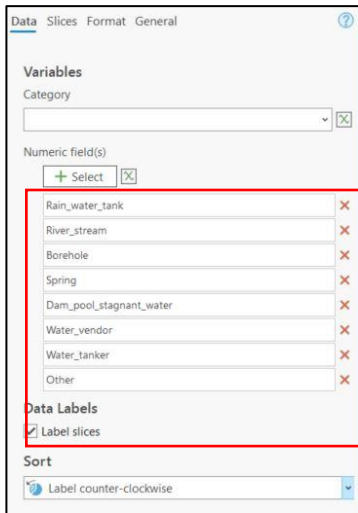 Data Slices Format General
Variables
Category
Numeric field(s)
+ Select
Rain_water_tank
River_stream
Borehole
Spring
Dam_pool_stagnant_water
Water_vendor
Water_tanker
Other
Data Labels
Label slices
Sort
Label counter-clockwise